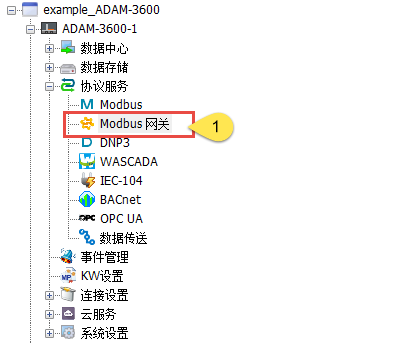 example_ADAM-3600
ADAM-3600-1
数据中心
数据存储
协议服务
Modbus
Modbus 网关
1
DNP3
WASCADA
IEC-104
BACnet
OPC UA
数据传送
事件管理
KW设置
连接设置
云服务
系统设置